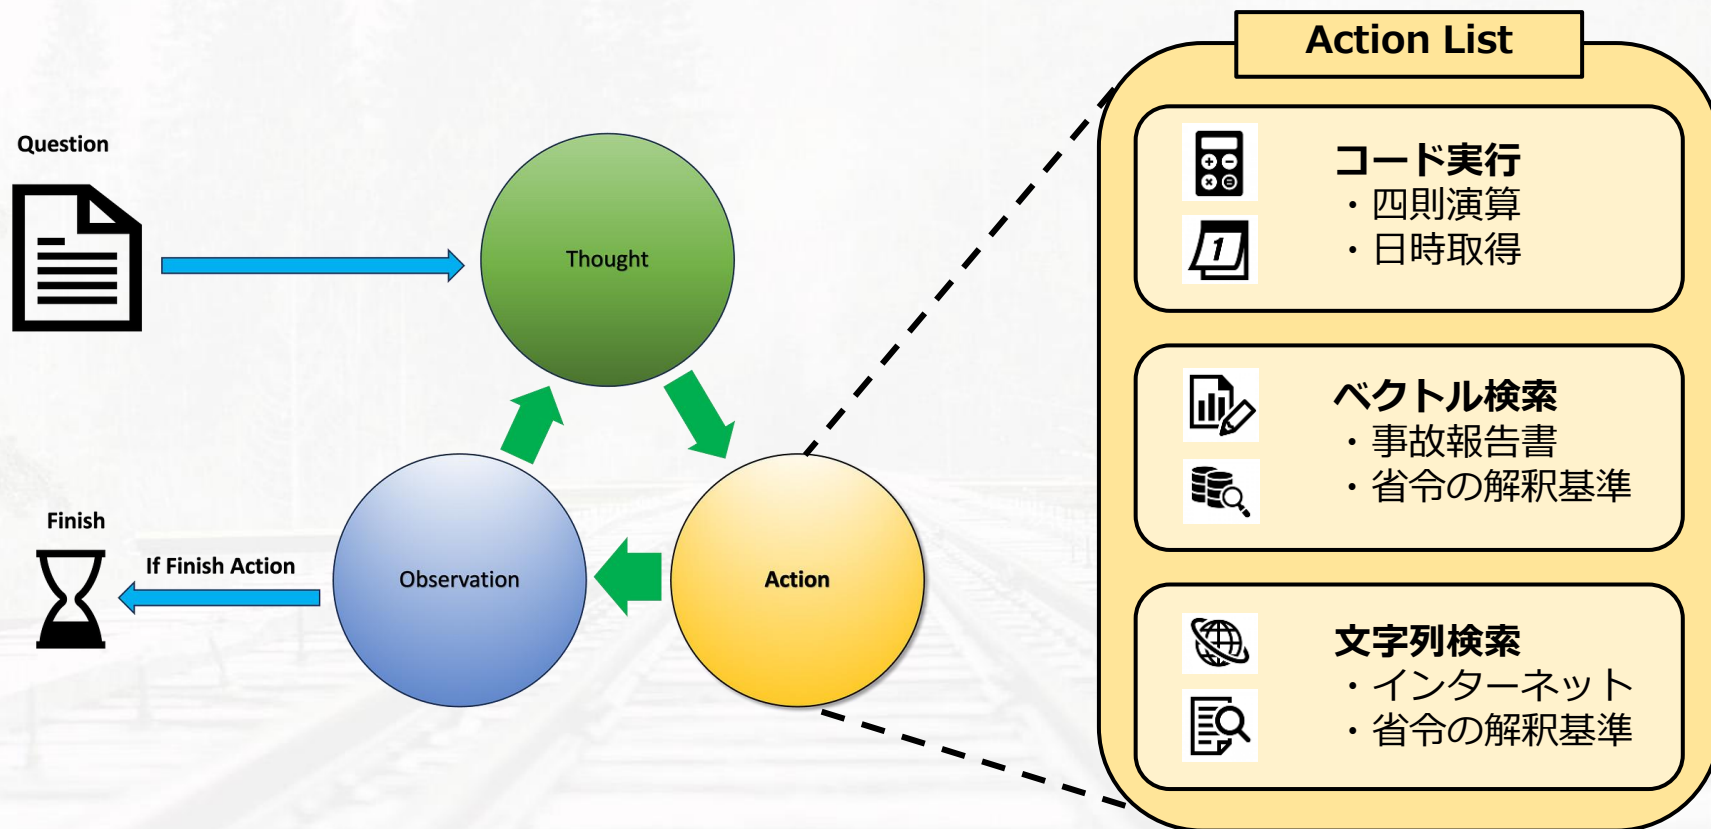 Question
Thought
Action
Observation
If Finish Action
Finish
Action List
コード実行
・四則演算
・日時取得
ベクトル検索
・事故報告書
・省令の解釈基準
文字列検索
・インターネット
・省令の解釈基準